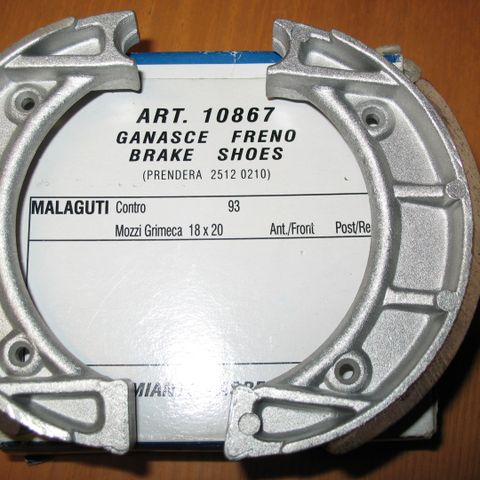 ART. 10867
GANASCE FRENO
BRAKE SHOES
(PRENDERA 2512 0210)
MALAGUTI Contro 93
Mozzi Grimeca 18 x 20 Ant./Front Post/Re